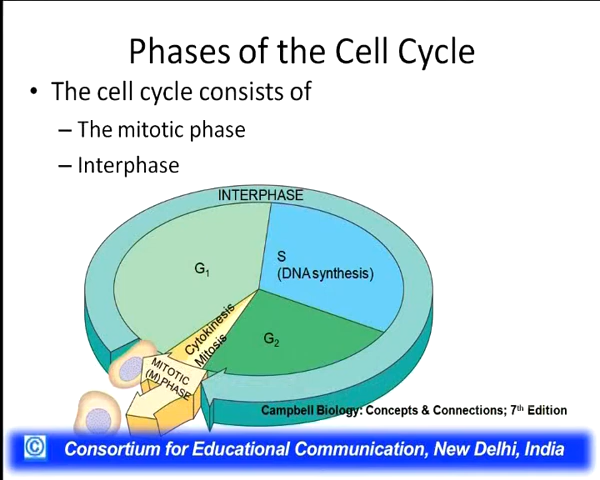 Phases of the Cell Cycle
• The cell cycle consists of
– The mitotic phase
– Interphase
INTERPHASE
S
(DNA synthesis)
G₁
Cytokinesis
Mitosis
G₂
MITOTIC
(M) PHASE
Campbell Biology: Concepts & Connections; 7th Edition
© Consortium for Educational Communication, New Delhi, India